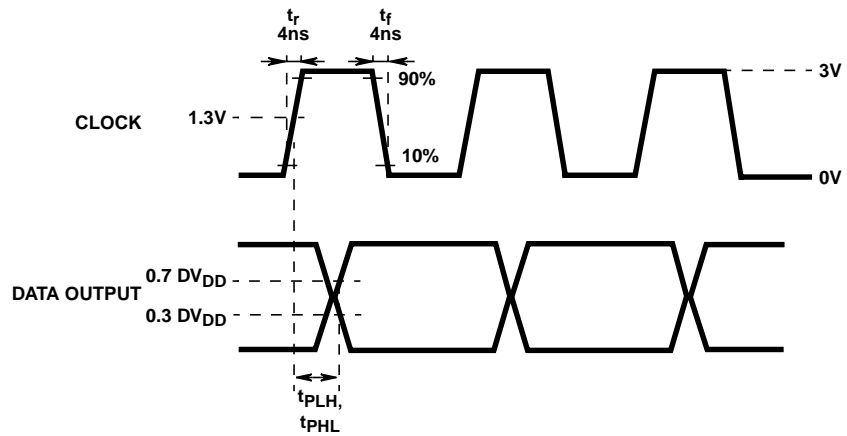 tr
4ns
tf
4ns
3V
90%
1.3V
CLOCK
10%
0V
0.7 DVDD
DATA OUTPUT
0.3 DVDD
tPLH,
tPHL